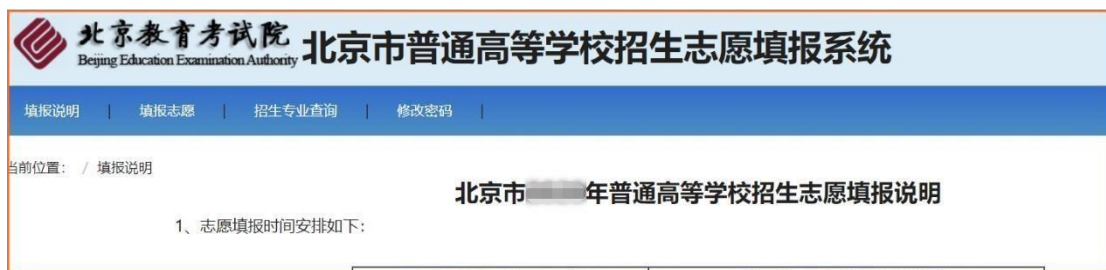 北京教育考试院 北京市普通高等学校招生志愿填报系统
Beijing Education Examination Authority
填报说明 | 填报志愿 | 招生专业查询 | 修改密码 |
当前位置： / 填报说明
北京市 年普通高等学校招生志愿填报说明
1、志愿填报时间安排如下：